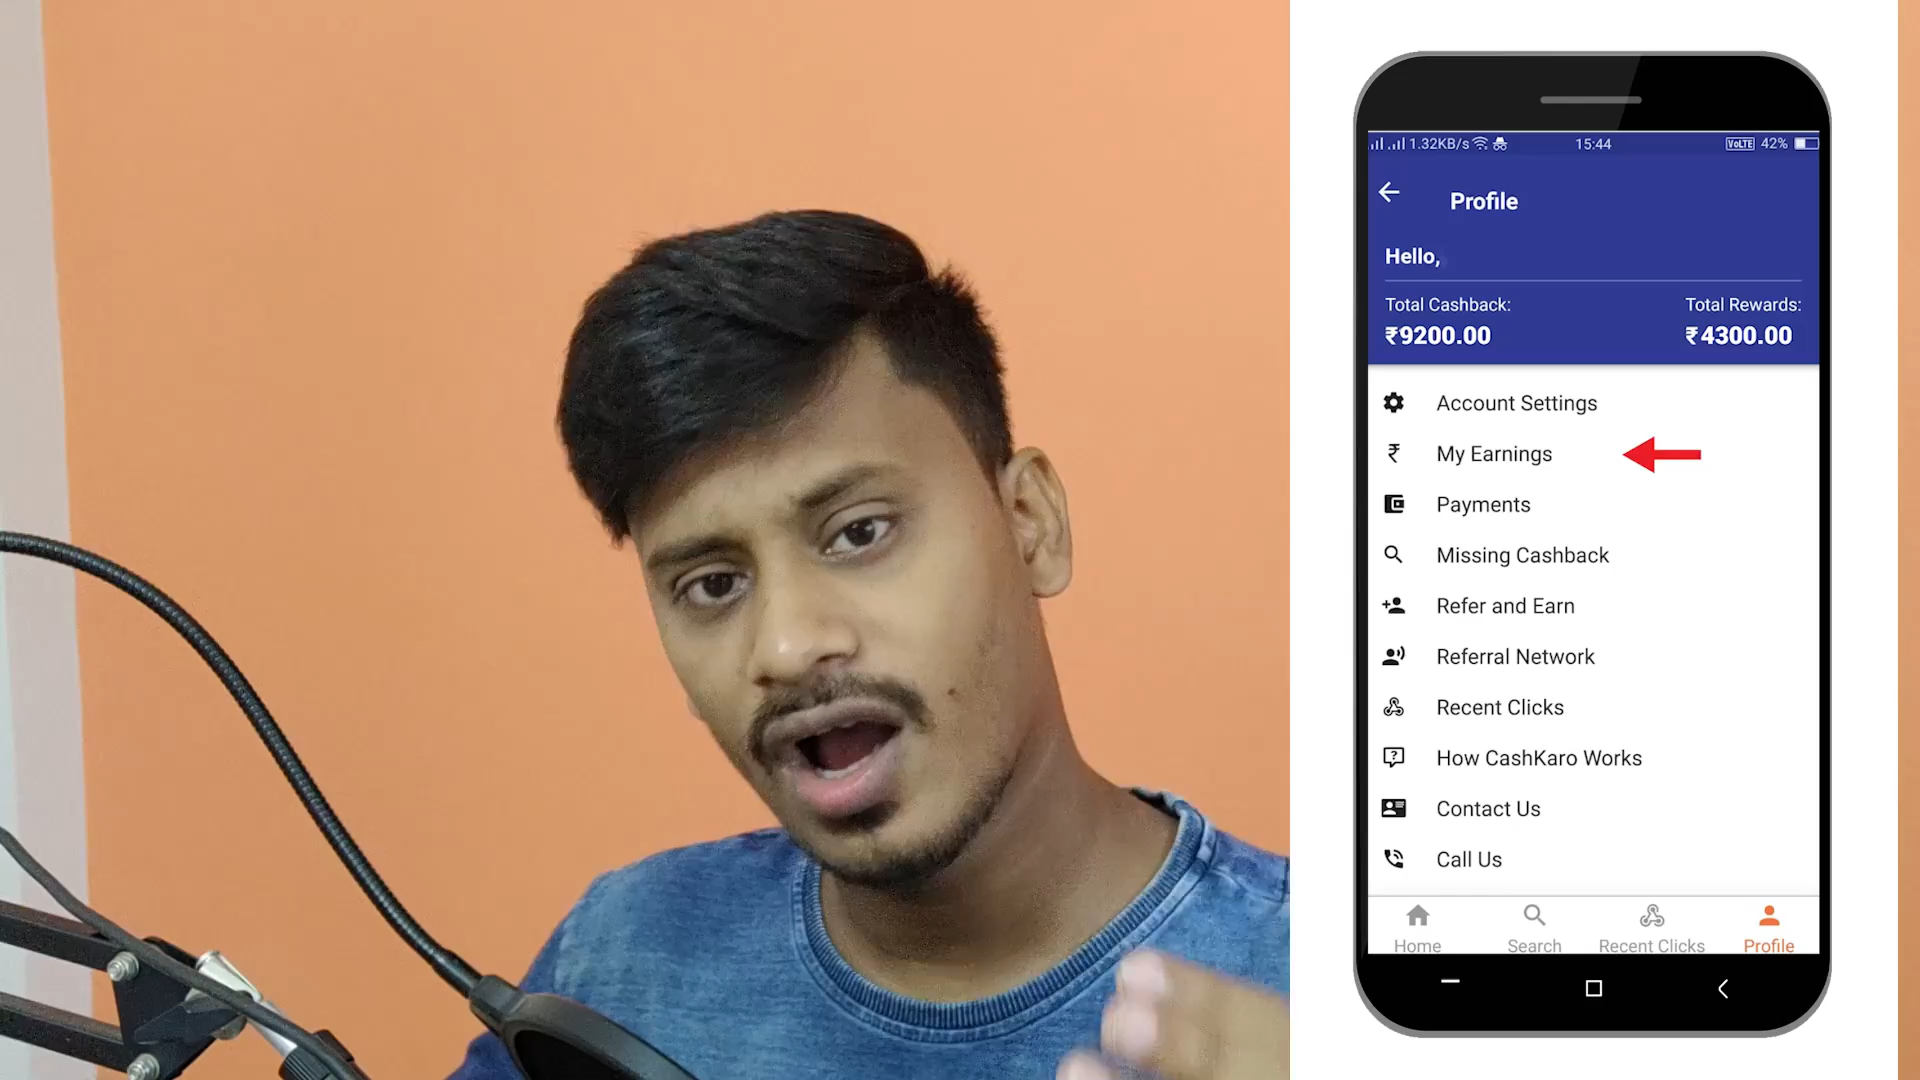 1.32KB/s 15:44 VoLTE 42%
Profile
Hello,
Total Cashback: Total Rewards:
₹9200.00 ₹4300.00
Account Settings
My Earnings
Payments
Missing Cashback
Refer and Earn
Referral Network
Recent Clicks
How CashKaro Works
Contact Us
Call Us
Home Search Recent Clicks Profile